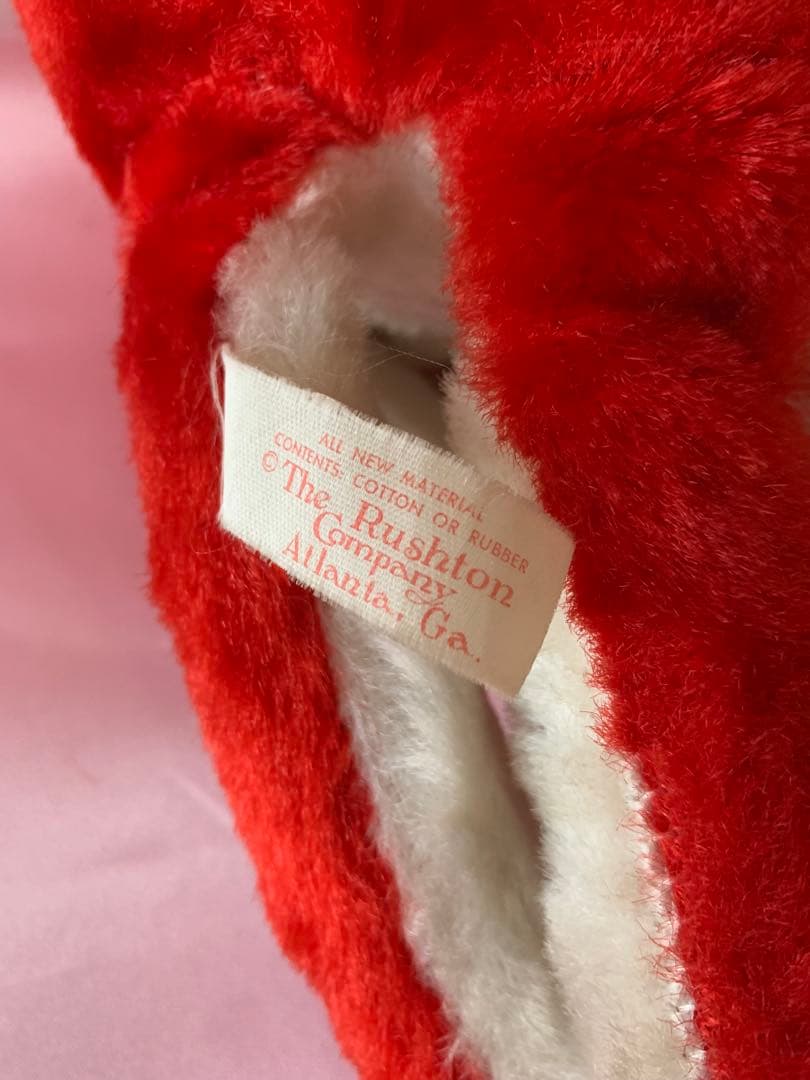 ALL NEW MATERIAL
CONTENTS: COTTON OR RUBBER
©The Rushton
Company
Atlanta, Ga.